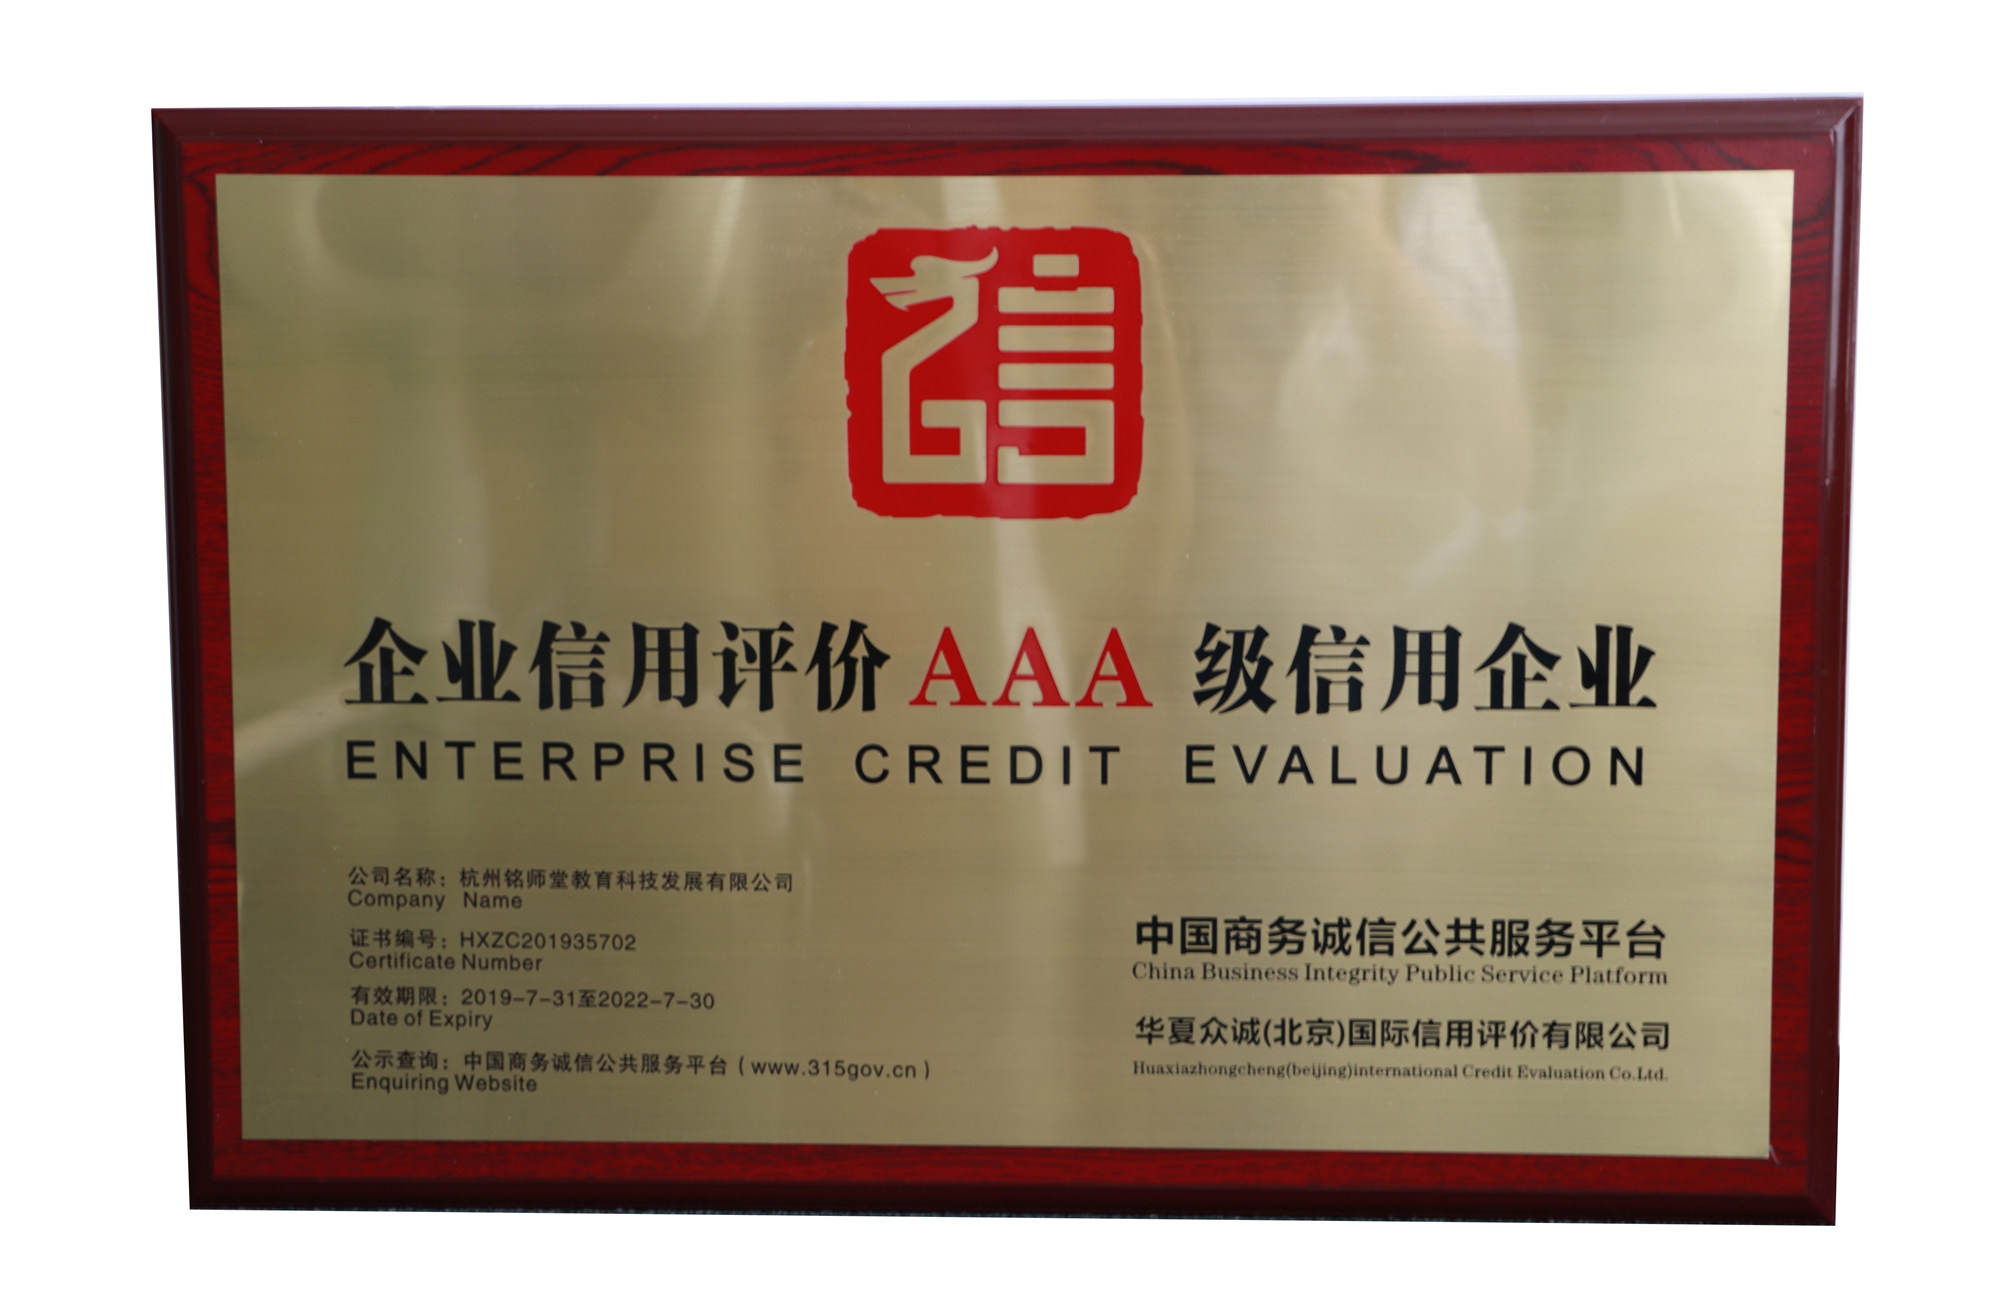 信
企业信用评价AAA级信用企业
ENTERPRISE CREDIT EVALUATION
公司名称：杭州铭师堂教育科技发展有限公司
Company Name
证书编号：HXZC201935702
Certificate Number
有效期限：2019-7-31至2022-7-30
Date of Expiry
公示查询：中国商务诚信公共服务平台（www.315gov.cn）
Enquiring Website
中国商务诚信公共服务平台
China Business Integrity Public Service Platform
华夏众诚(北京)国际信用评价有限公司
Huaxiazhongcheng(beijing)international Credit Evaluation Co.Ltd.